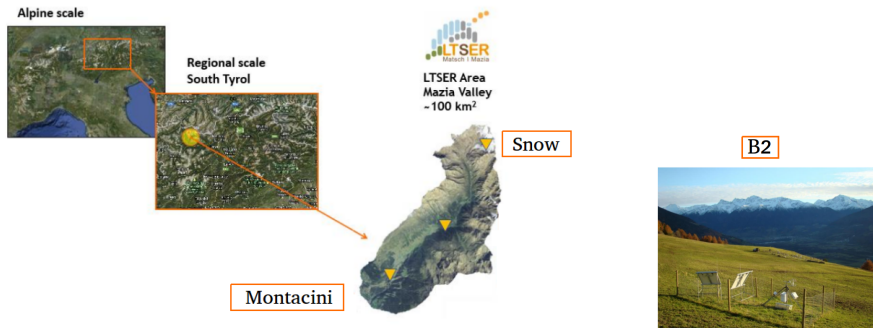 Alpine scale
Regional scale
South Tyrol
LTSER
Matsch | Mazia
LTSER Area
Mazia Valley
~100 km²
Snow
B2
Montacini